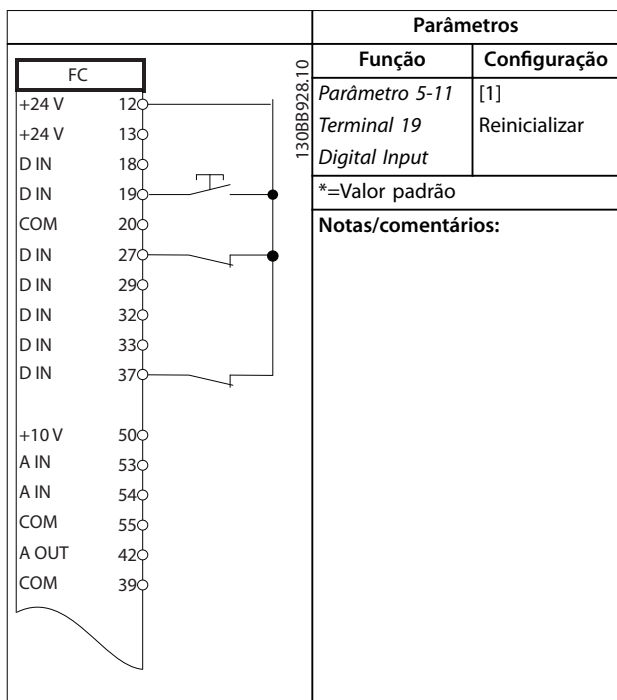 FC
+24 V 12
+24 V 13
D IN 18
D IN 19
COM 20
D IN 27
D IN 29
D IN 32
D IN 33
D IN 37
+10 V 50
A IN 53
A IN 54
COM 55
A OUT 42
COM 39
130BB928.10
Parâmetros
Função Configuração
Parâmetro 5-11 [1]
Terminal 19 Reinicializar
Digital Input
*=Valor padrão
Notas/comentários: